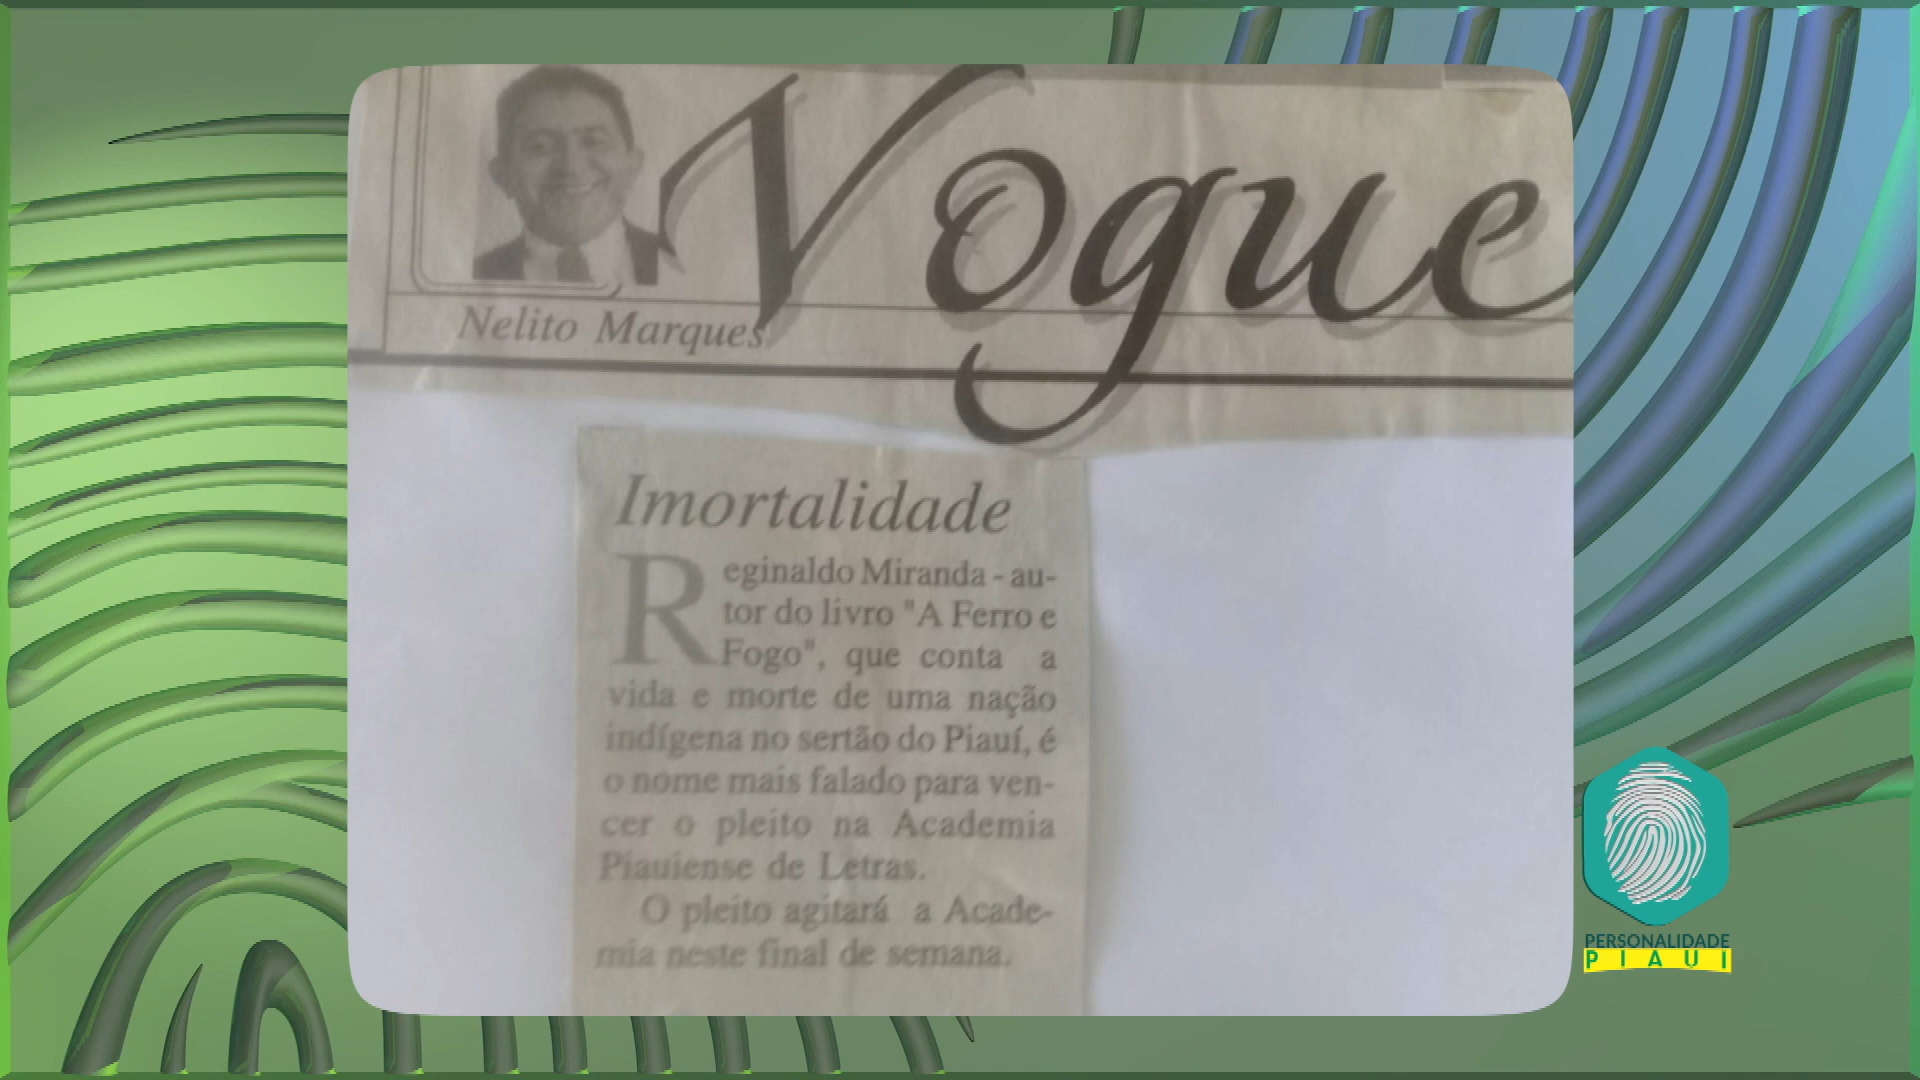 Vogue
Nelito Marques
Imortalidade
Reginaldo Miranda - au-
tor do livro "A Ferro e
Fogo", que conta a
vida e morte de uma nação
indígena no sertão do Piauí, é
o nome mais falado para ven-
cer o pleito na Academia
Piauiense de Letras.
O pleito agitará a Acade-
mia neste final de semana.
PERSONALIDADE
PIAUÍ